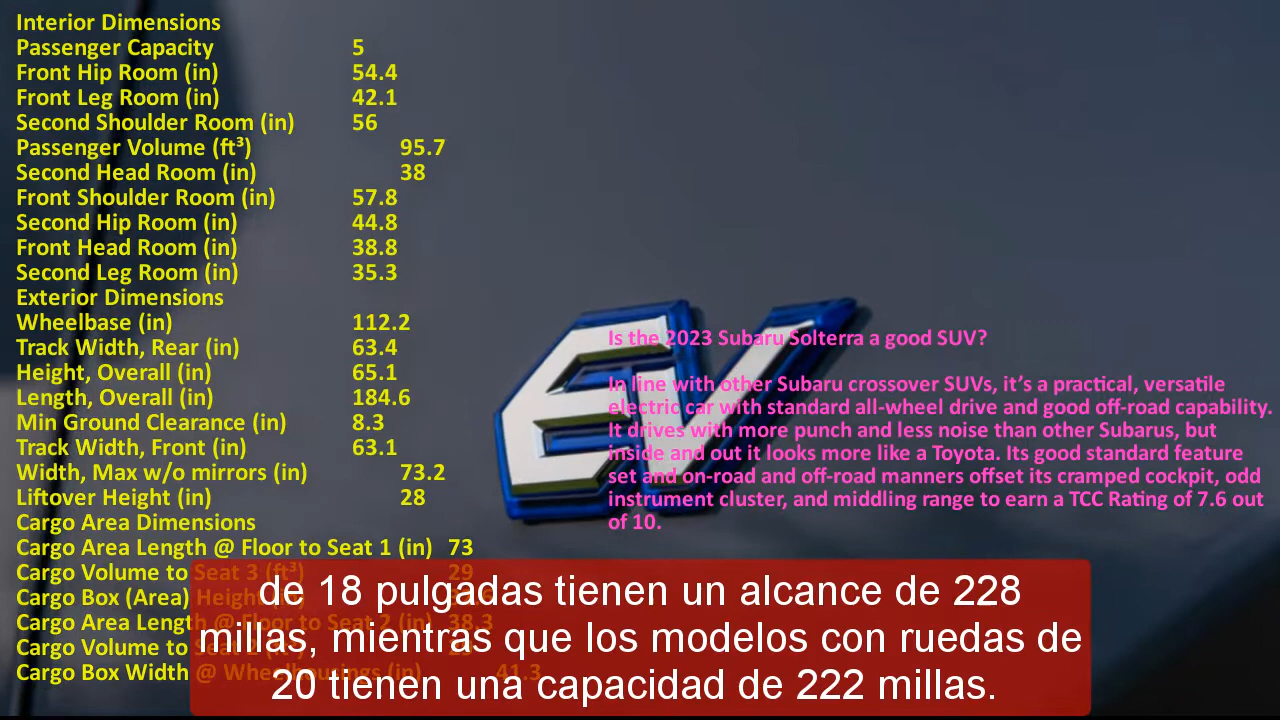 Interior Dimensions
Passenger Capacity 5
Front Hip Room (in) 54.4
Front Leg Room (in) 42.1
Second Shoulder Room (in) 56
Passenger Volume (ft³) 95.7
Second Head Room (in) 38
Front Shoulder Room (in) 57.8
Second Hip Room (in) 44.8
Front Head Room (in) 38.8
Second Leg Room (in) 35.3
Exterior Dimensions
Wheelbase (in) 112.2
Track Width, Rear (in) 63.4
Height, Overall (in) 65.1
Length, Overall (in) 184.6
Min Ground Clearance (in) 8.3
Track Width, Front (in) 63.1
Width, Max w/o mirrors (in) 73.2
Liftover Height (in) 28
Cargo Area Dimensions
Cargo Area Length @ Floor to Seat 1 (in) 73
Cargo Volume to Seat 3 (ft³) 29
Cargo Box (Area) Height
Cargo Area Length @ Floor to Seat 2 (in) 38.3
Cargo Volume to Seat
Cargo Box Width @ Wheelhousings (in) 41.3
EV
Is the 2023 Subaru Solterra a good SUV?
In line with other Subaru crossover SUVs, it's a practical, versatile
electric car with standard all-wheel drive and good off-road capability.
It drives with more punch and less noise than other Subarus, but
inside and out it looks more like a Toyota. Its good standard feature
set and on-road and off-road manners offset its cramped cockpit, odd
instrument cluster, and middling range to earn a TCC Rating of 7.6 out
of 10.
de 18 pulgadas tienen un alcance de 228
millas, mientras que los modelos con ruedas de
20 tienen una capacidad de 222 millas.